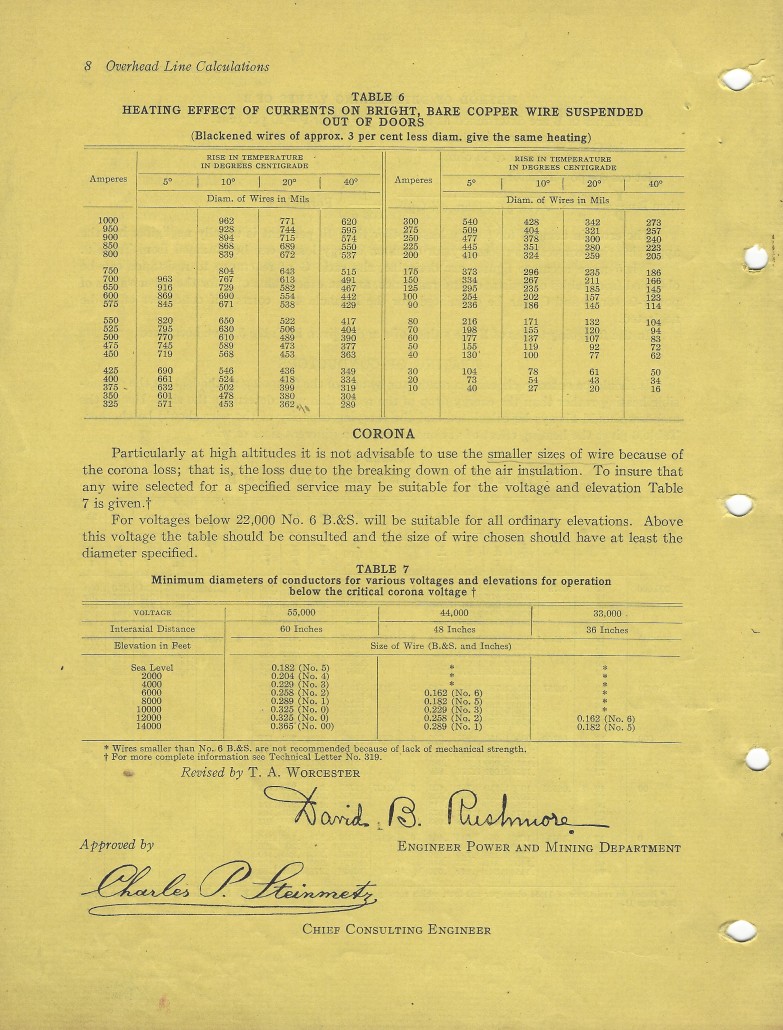 8 Overhead Line Calculations
TABLE 6
HEATING EFFECT OF CURRENTS ON BRIGHT, BARE COPPER WIRE SUSPENDED
OUT OF DOORS
(Blackened wires of approx. 3 per cent less diam. give the same heating)
Amperes | RISE IN TEMPERATURE IN DEGREES CENTIGRADE | Amperes | RISE IN TEMPERATURE IN DEGREES CENTIGRADE
5° | 10° | 20° | 40° | 5° | 10° | 20° | 40°
Diam. of Wires in Mils | Diam. of Wires in Mils
1000 962 771 620 300 540 428 342 273
950 928 744 595 275 509 404 321 257
900 894 715 574 250 477 378 300 240
850 868 689 550 225 445 351 280 223
800 839 672 537 200 410 324 259 205
750 804 643 515 175 373 296 235 186
700 963 767 613 491 150 334 267 211 166
650 916 729 582 467 125 295 235 185 145
600 869 690 554 442 100 254 202 157 123
575 845 671 538 429 90 236 186 145 114
550 820 650 522 417 80 216 171 132 104
525 795 630 506 404 70 198 155 120 94
500 770 610 489 390 60 177 137 107 83
475 745 589 473 377 50 155 119 92 72
450 719 568 453 363 40 130 100 77 62
425 690 546 436 349 30 104 78 61 50
400 661 524 418 334 20 73 54 43 34
375 632 502 399 319 10 40 27 20 16
350 601 478 380 304
325 571 453 362 289
CORONA
Particularly at high altitudes it is not advisable to use the smaller sizes of wire because of
the corona loss; that is, the loss due to the breaking down of the air insulation. To insure that
any wire selected for a specified service may be suitable for the voltage and elevation Table
7 is given.†
For voltages below 22,000 No. 6 B.&S. will be suitable for all ordinary elevations. Above
this voltage the table should be consulted and the size of wire chosen should have at least the
diameter specified.
TABLE 7
Minimum diameters of conductors for various voltages and elevations for operation
below the critical corona voltage †
VOLTAGE | 55,000 | 44,000 | 33,000
Interaxial Distance | 60 Inches | 48 Inches | 36 Inches
Elevation in Feet | Size of Wire (B.&S. and Inches)
Sea Level 0.182 (No. 5) * *
2000 0.204 (No. 4) * *
4000 0.229 (No. 3) * *
6000 0.258 (No. 2) 0.162 (No. 6) *
8000 0.289 (No. 1) 0.182 (No. 5) *
10000 0.325 (No. 0) 0.229 (No. 3) *
12000 0.325 (No. 0) 0.258 (No. 2) 0.162 (No. 6)
14000 0.365 (No. 00) 0.289 (No. 1) 0.182 (No. 5)
* Wires smaller than No. 6 B.&S. are not recommended because of lack of mechanical strength.
† For more complete information see Technical Letter No. 319.
Revised by T. A. WORCESTER
David B. Rushmore
Approved by
ENGINEER POWER AND MINING DEPARTMENT
Charles P. Steinmetz
CHIEF CONSULTING ENGINEER